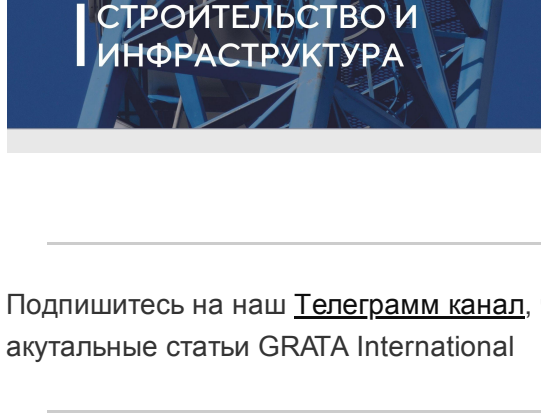 СТРОИТЕЛЬСТВО И
ИНФРАСТРУКТУРА
Подпишитесь на наш Телеграмм канал,
акутальные статьи GRATA International